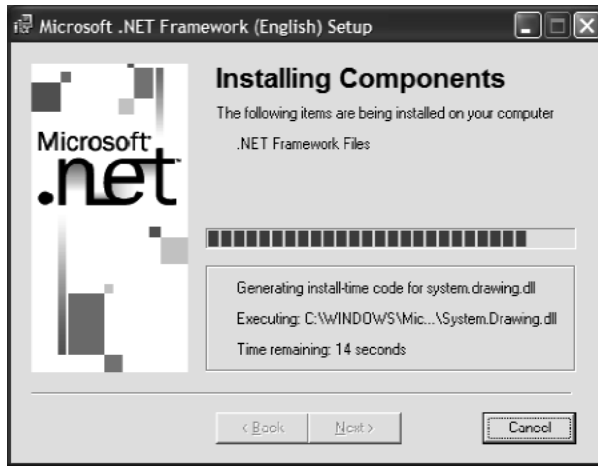 Microsoft .NET Framework (English) Setup
Installing Components
The following items are being installed on your computer
.NET Framework Files
Microsoft
.net
Generating install-time code for system.drawing.dll
Executing: C:\WINDOWS\Mic...\System.Drawing.dll
Time remaining: 14 seconds
< Back
Next >
Cancel